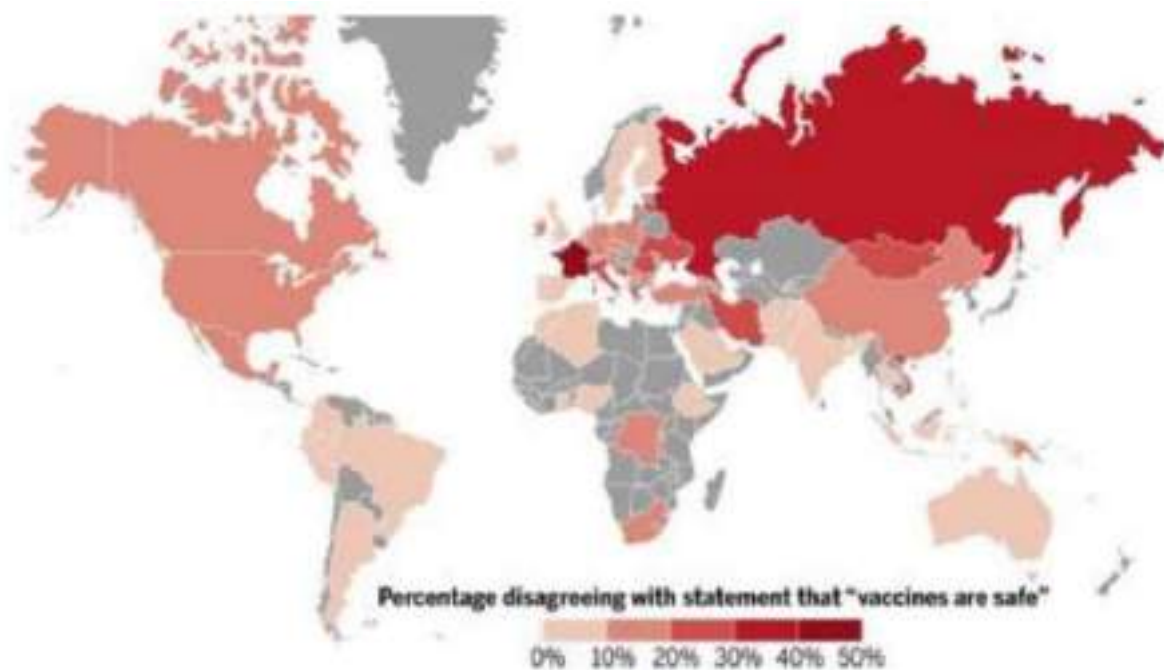 Percentage disagreeing with statement that "vaccines are safe"
0% 10% 20% 30% 40% 50%